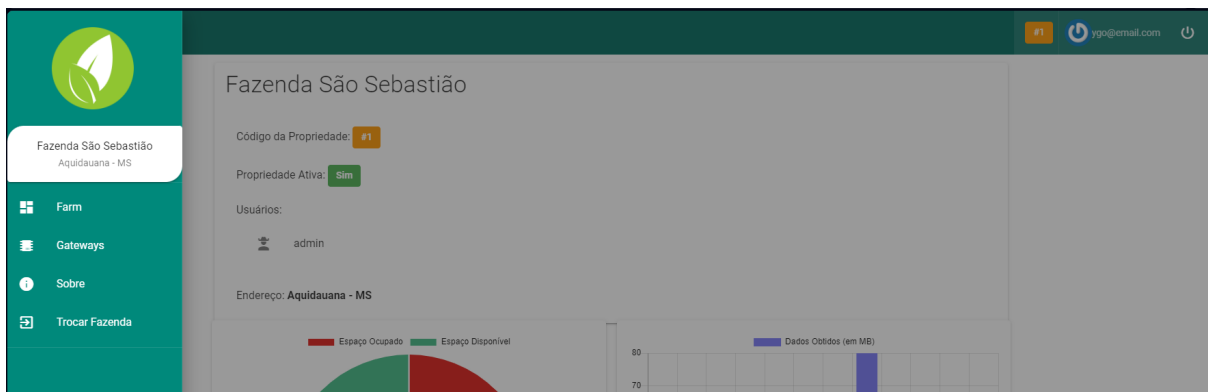 #1 ygo@email.com
Fazenda São Sebastião
Aquidauana - MS
Farm
Gateways
Sobre
Trocar Fazenda
Fazenda São Sebastião
Código da Propriedade: #1
Propriedade Ativa: Sim
Usuários:
admin
Endereço: Aquidauana - MS
Espaço Ocupado Espaço Disponível
Dados Obtidos (em MB)
80
70